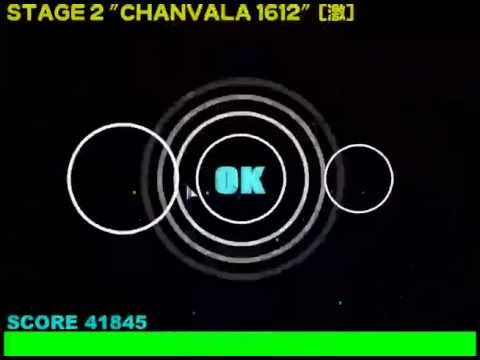 STAGE 2 "CHANVALA 1612" [激]
OK
SCORE 41845